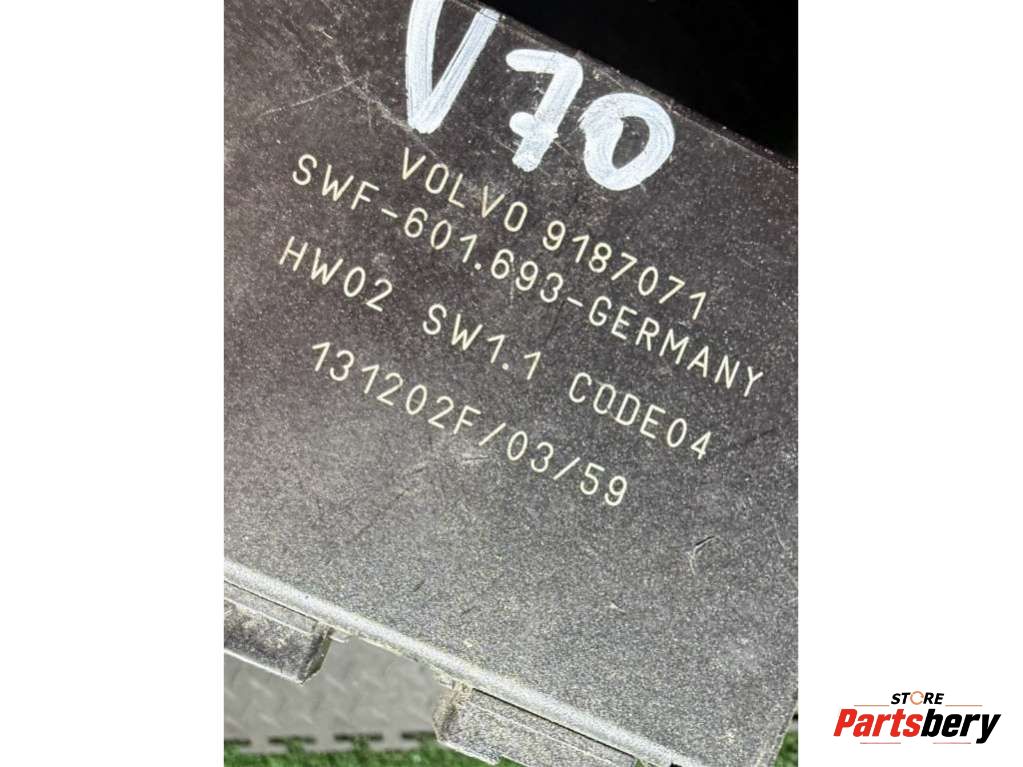 V70
VOLVO 9187071
SWF-601.693-GERMANY
HW02 SW1.1 CODE04
131202F/03/59
STORE
Partsbery